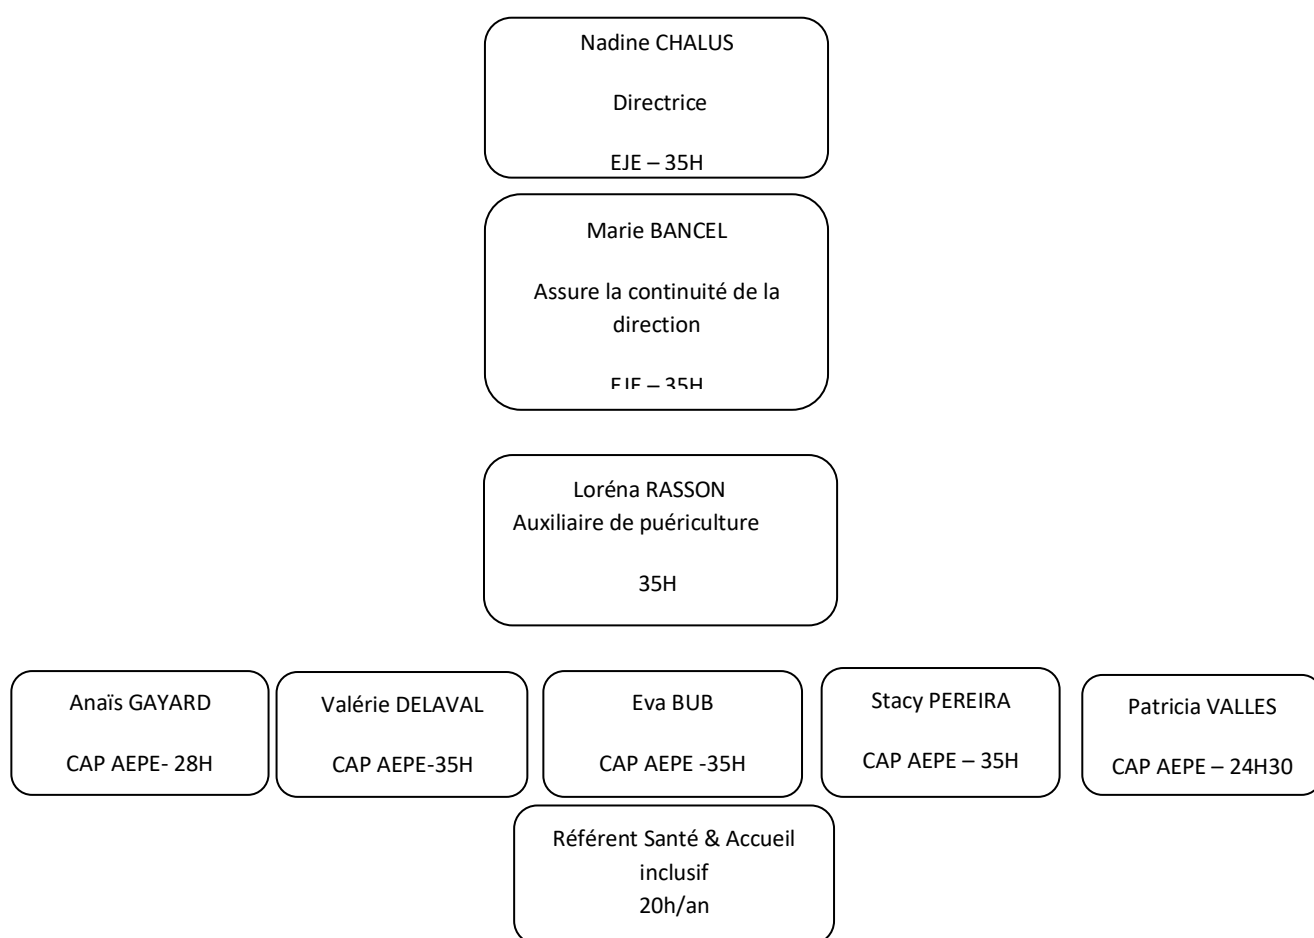 Nadine CHALUS
Directrice
EJE – 35H
Marie BANCEL
Assure la continuité de la
direction
EJE – 35H
Loréna RASSON
Auxiliaire de puériculture
35H
Anaïs GAYARD
CAP AEPE- 28H
Valérie DELAVAL
CAP AEPE-35H
Eva BUB
CAP AEPE -35H
Stacy PEREIRA
CAP AEPE – 35H
Patricia VALLES
CAP AEPE – 24H30
Référent Santé & Accueil
inclusif
20h/an